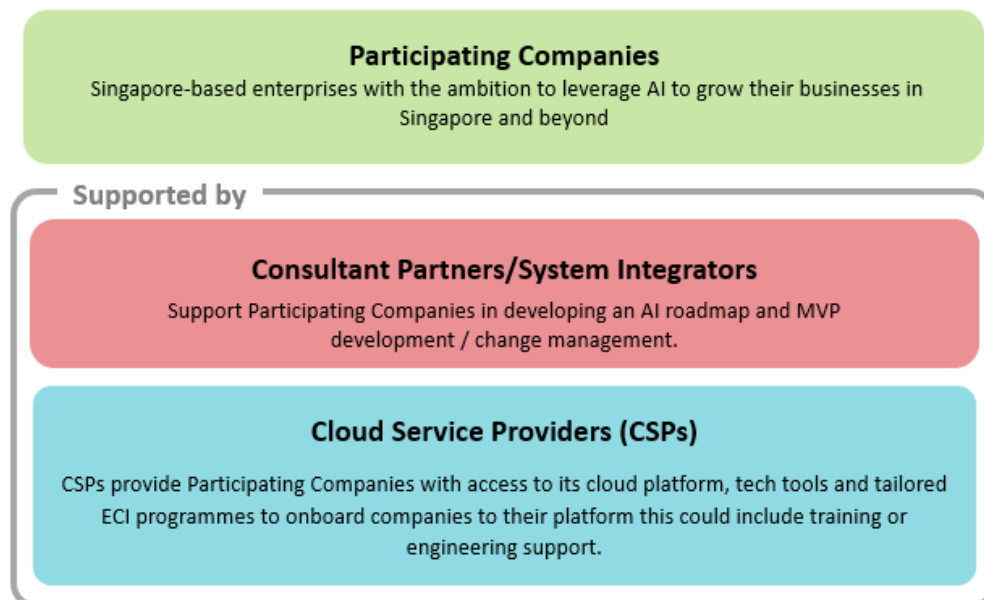 Participating Companies
Singapore-based enterprises with the ambition to leverage AI to grow their businesses in
Singapore and beyond
Supported by
Consultant Partners/System Integrators
Support Participating Companies in developing an AI roadmap and MVP
development / change management.
Cloud Service Providers (CSPs)
CSPs provide Participating Companies with access to its cloud platform, tech tools and tailored
ECI programmes to onboard companies to their platform this could include training or
engineering support.